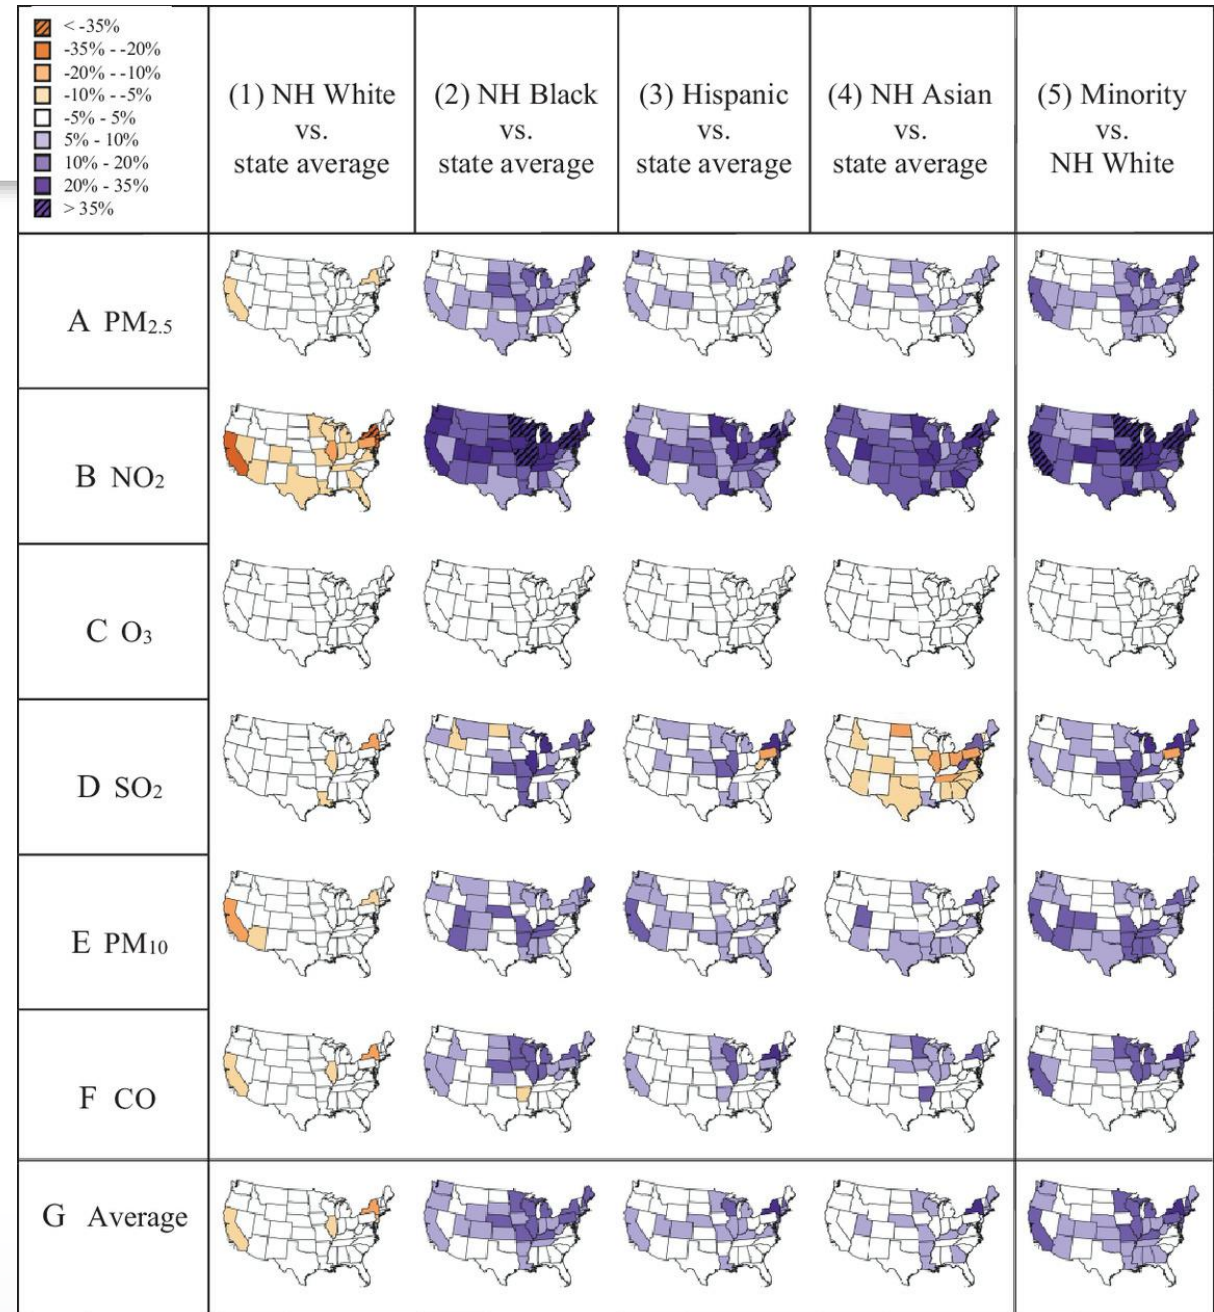 < -35%
-35% - -20%
-20% - -10%
-10% - -5%
-5% - 5%
5% - 10%
10% - 20%
20% - 35%
> 35%
(1) NH White
vs.
state average
(2) NH Black
vs.
state average
(3) Hispanic
vs.
state average
(4) NH Asian
vs.
state average
(5) Minority
vs.
NH White
A PM2.5
B NO2
C O3
D SO2
E PM10
F CO
G Average